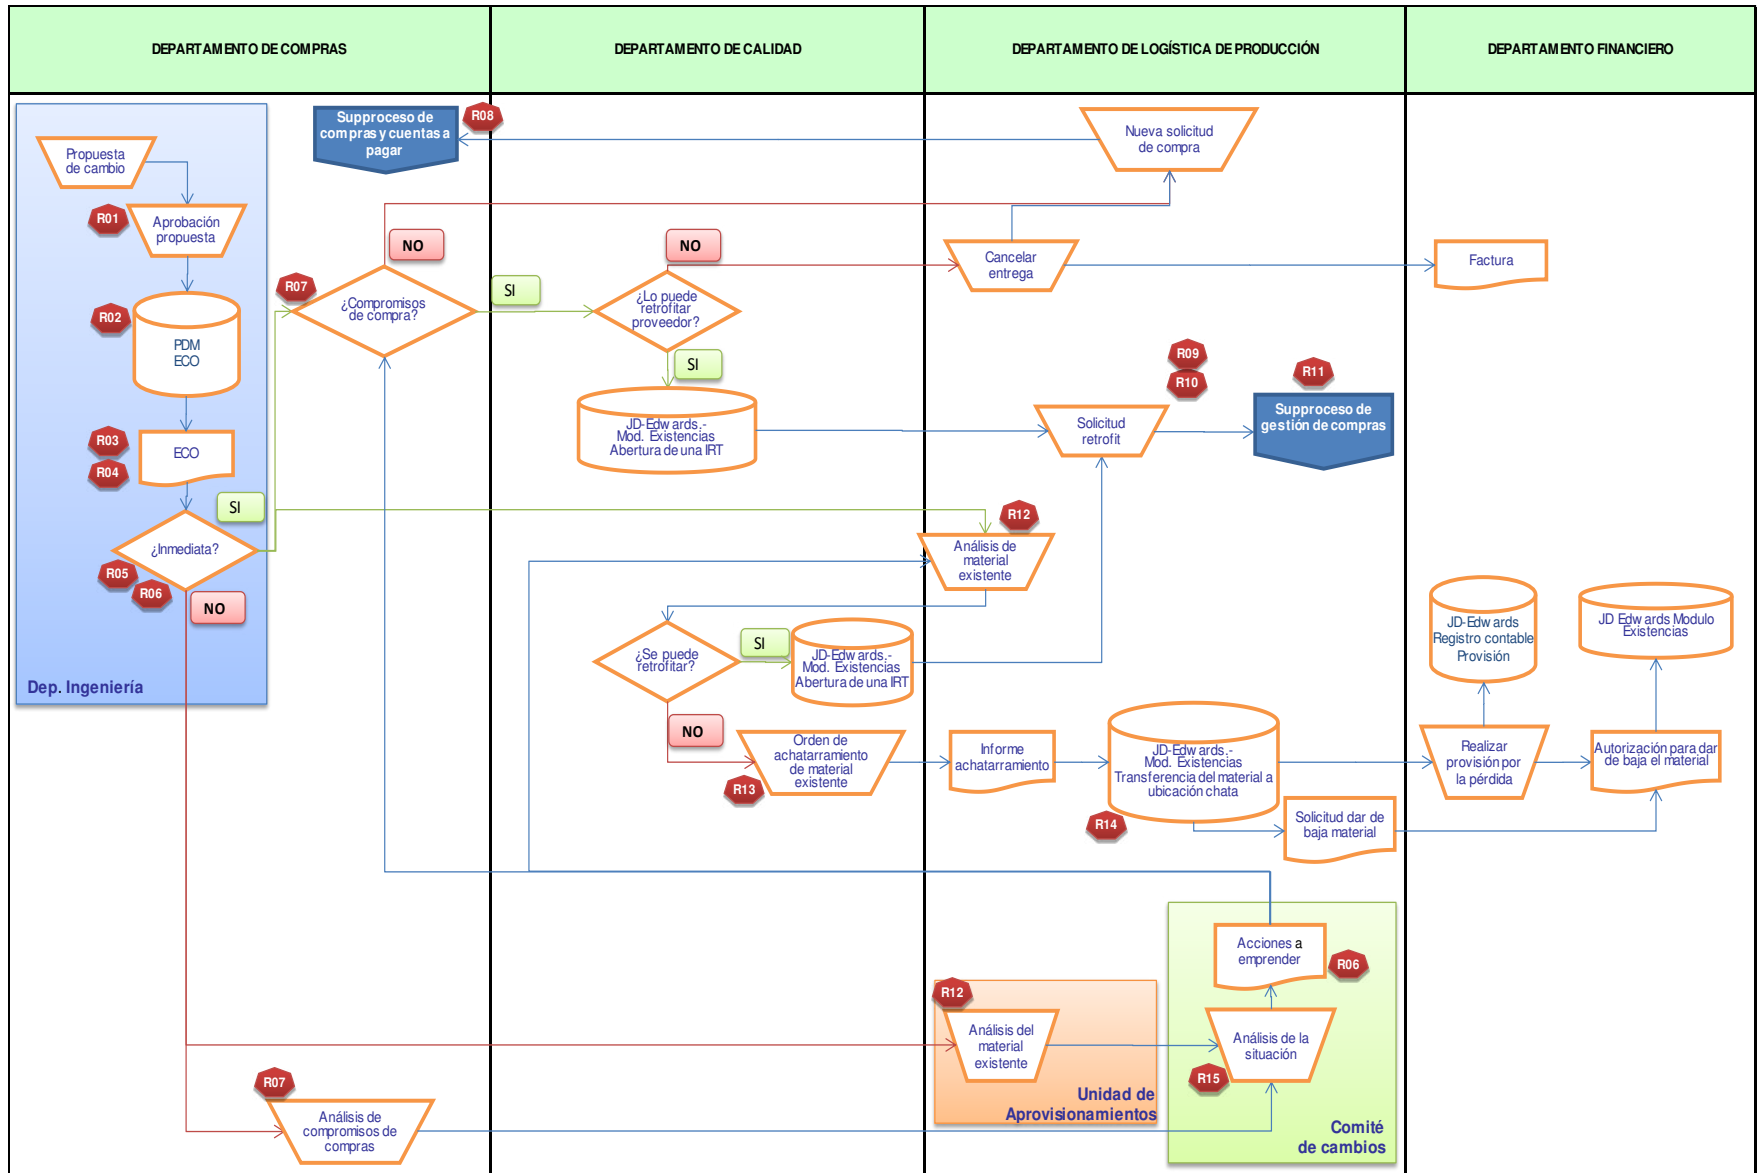 DEPARTAMENTO DE COMPRAS
DEPARTAMENTO DE CALIDAD
DEPARTAMENTO DE LOGÍSTICA DE PRODUCCIÓN
DEPARTAMENTO FINANCIERO
Propuesta
de cambio
R01
Aprobación
propuesta
R02
PDM
ECO
R03
R04
ECO
SI
¿Inmediata?
R05
R06
NO
Dep. Ingeniería
Supproceso de
compras y cuentas a
pagar
R08
NO
R07
¿Compromisos
de compra?
SI
NO
¿Lo puede
retrofitar
proveedor?
SI
JD-Edwards.-
Mod. Existencias
Abertura de una IRT
Nueva solicitud
de compra
Cancelar
entrega
Factura
R09
R10
Solicitud
retrofit
R11
Supproceso de
gestión de compras
R12
Análisis de
material
existente
¿Se puede
retrofitar?
SI
JD-Edwards.-
Mod. Existencias
Abertura de una IRT
NO
Orden de
achatarramiento
de material
existente
R13
Informe
achatarramiento
JD-Edwards.-
Mod. Existencias
Transferencia del material a
ubicación chata
R14
Solicitud dar de
baja material
JD-Edwards
Registro contable
Provisión
JD Edwards Modulo
Existencias
Realizar
provisión por
la pérdida
Autorización para dar
de baja el material
Acciones a
emprender
R06
R12
Análisis del
material
existente
Unidad de
Aprovisionamientos
Análisis de la
situación
R15
Comité
de cambios
R07
Análisis de
compromisos de
compras